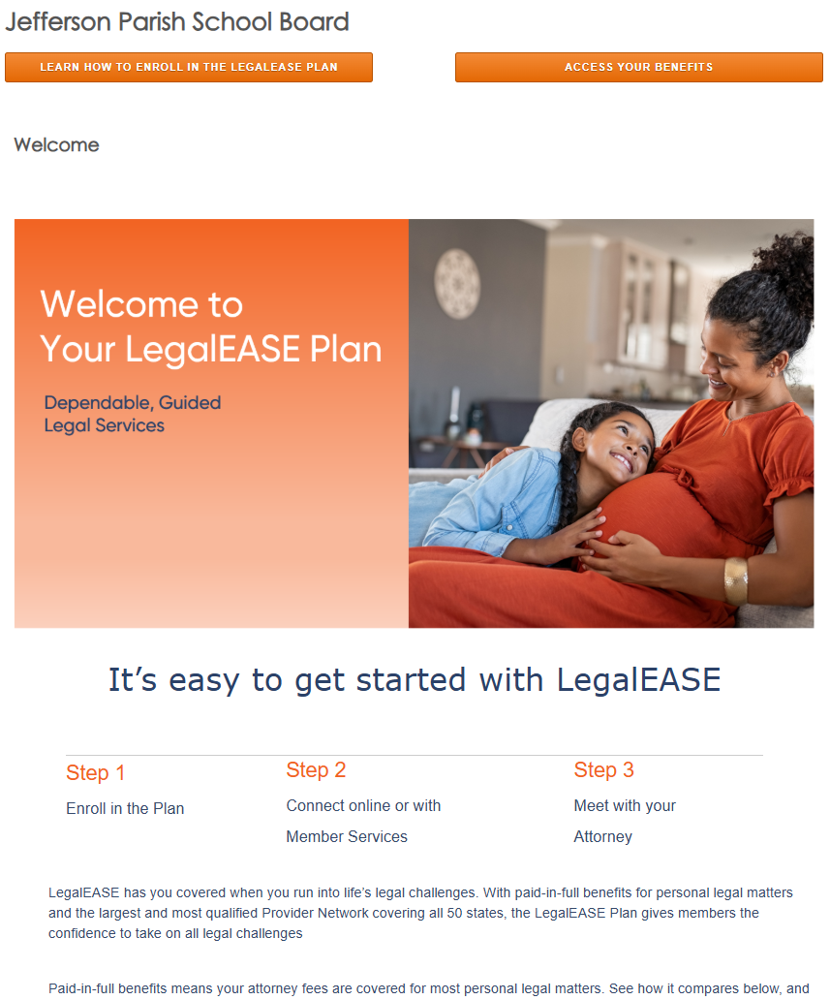 Jefferson Parish School Board
LEARN HOW TO ENROLL IN THE LEGALEASE PLAN
ACCESS YOUR BENEFITS
Welcome
Welcome to
Your LegalEASE Plan
Dependable, Guided
Legal Services
It’s easy to get started with LegalEASE
Step 1
Enroll in the Plan
Step 2
Connect online or with
Member Services
Step 3
Meet with your
Attorney
LegalEASE has you covered when you run into life’s legal challenges. With paid-in-full benefits for personal legal matters
and the largest and most qualified Provider Network covering all 50 states, the LegalEASE Plan gives members the
confidence to take on all legal challenges
Paid-in-full benefits means your attorney fees are covered for most personal legal matters. See how it compares below, and